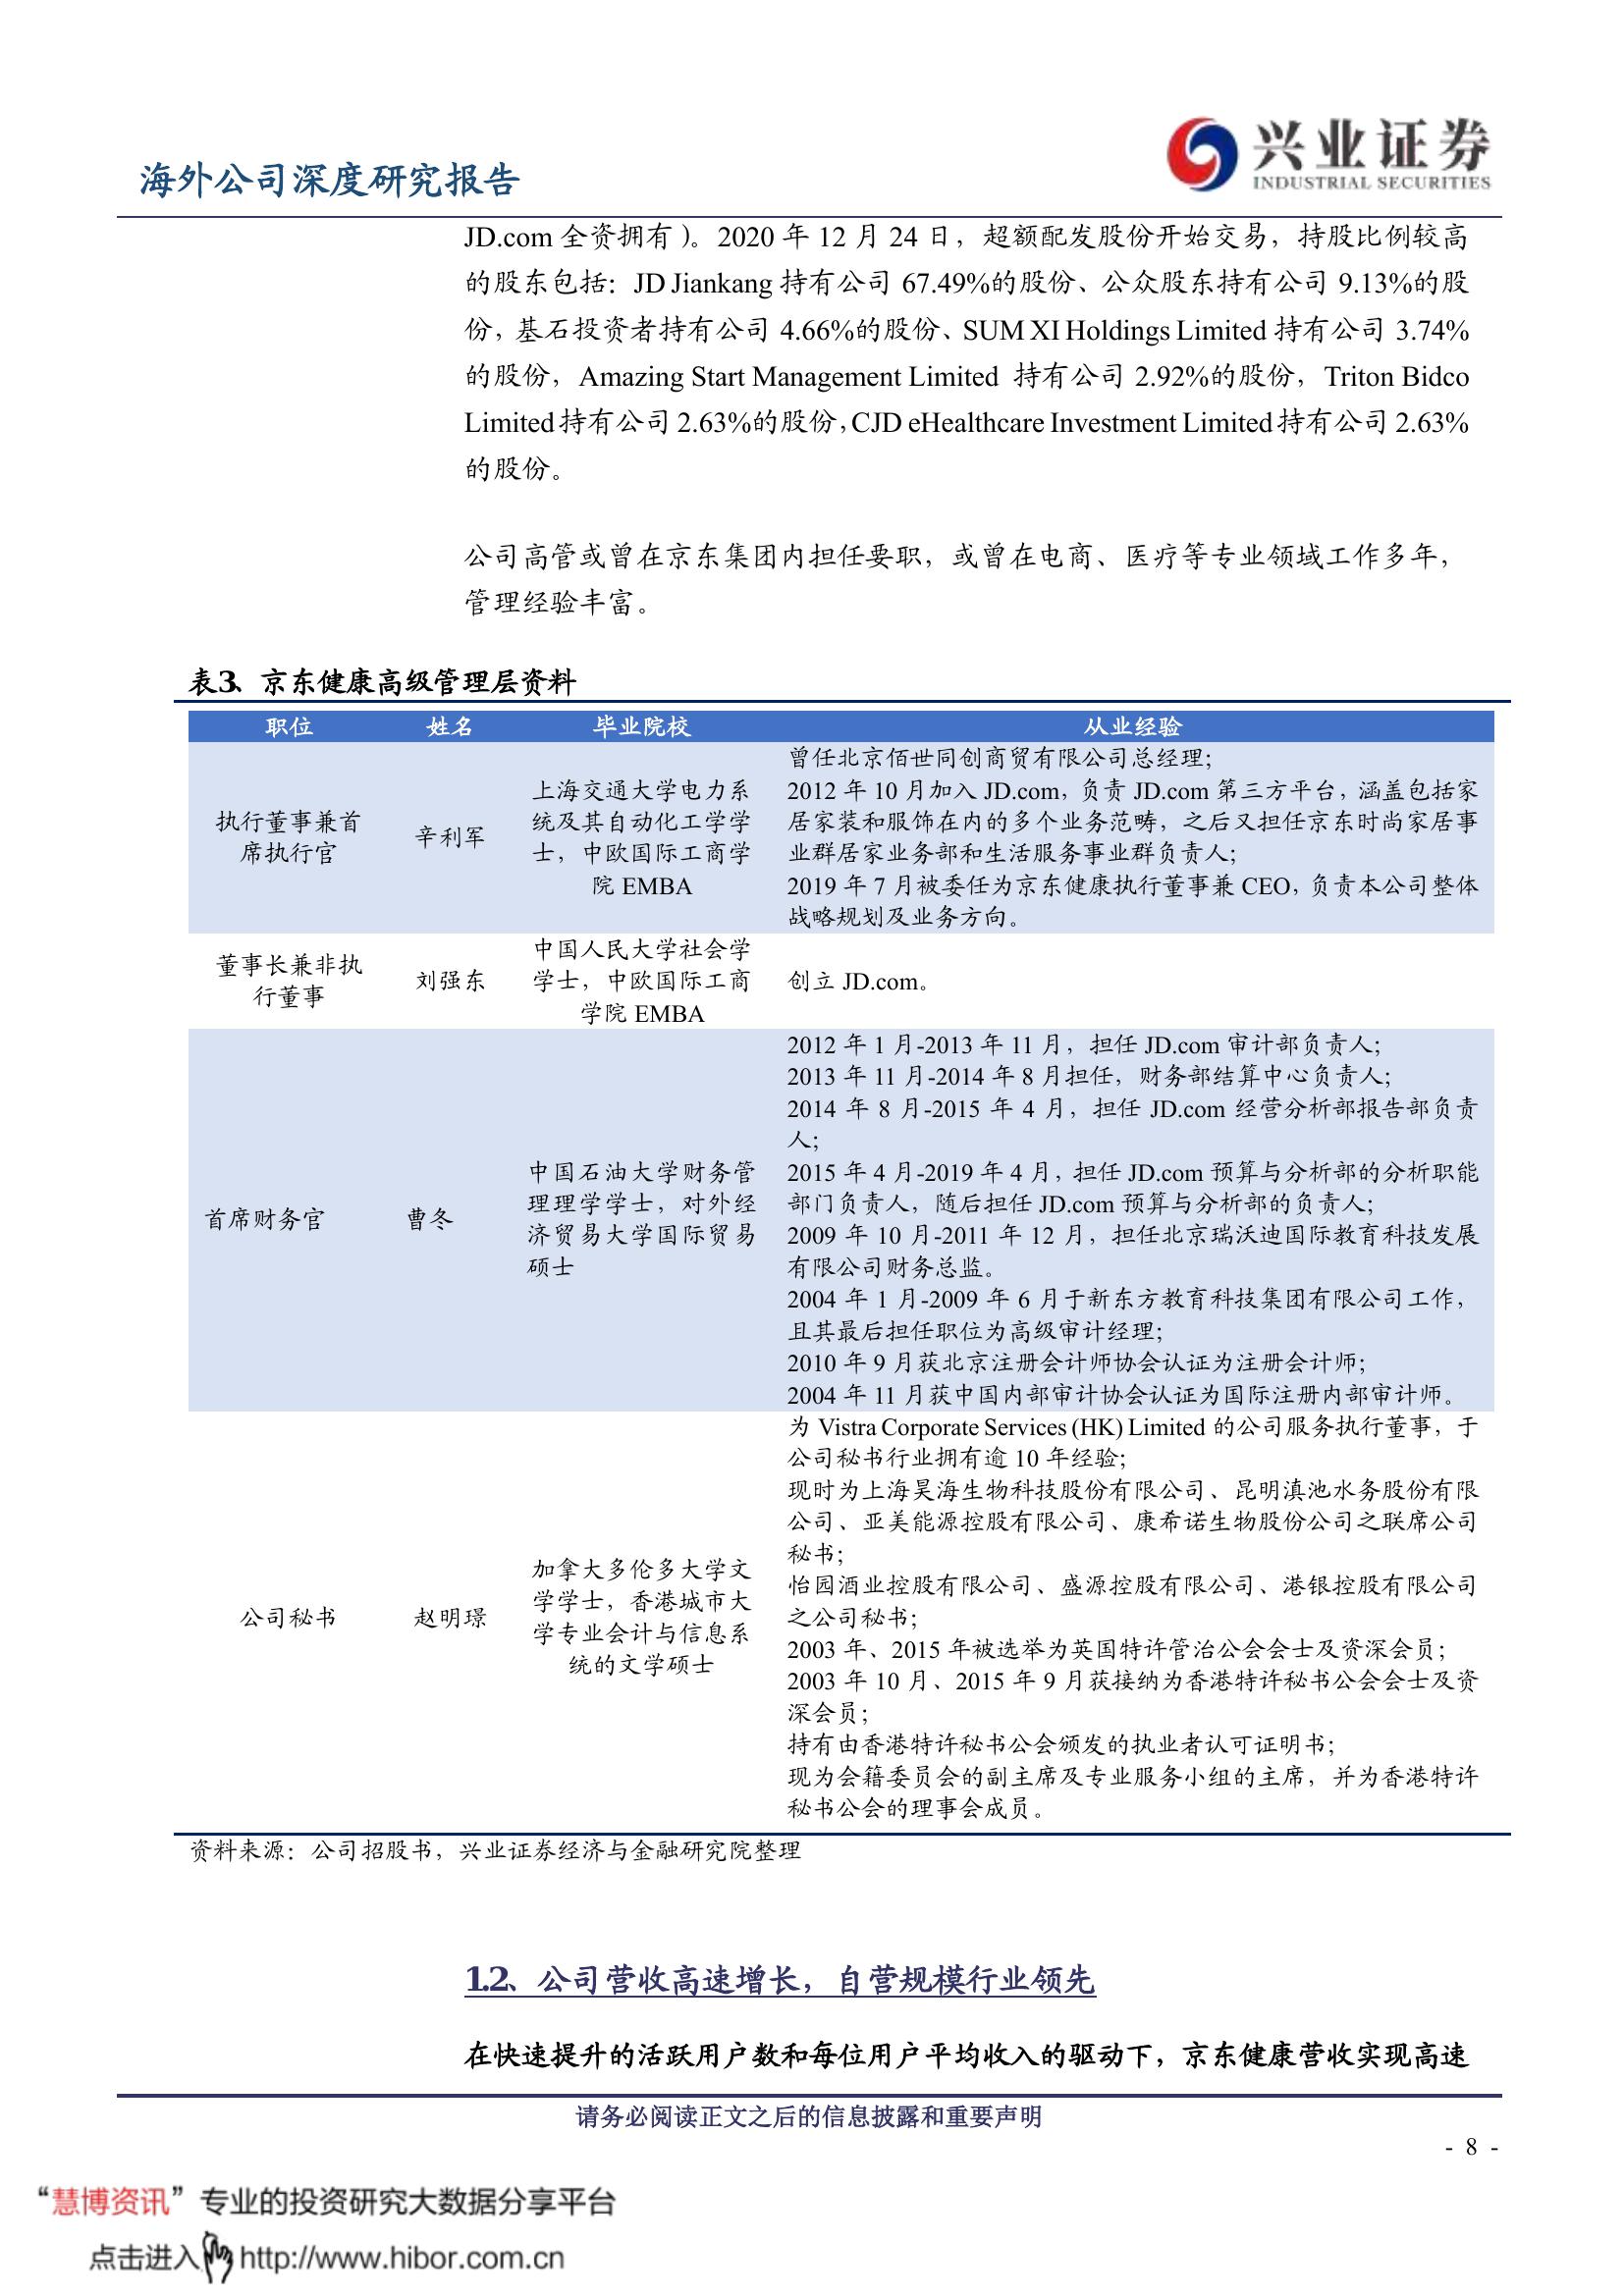 海外公司深度研究报告
兴业证券
INDUSTRIAL SECURITIES
JD.com 全资拥有）。2020 年 12 月 24 日，超额配发股份开始交易，持股比例较高
的股东包括：JD Jiankang 持有公司 67.49%的股份、公众股东持有公司 9.13%的股
份，基石投资者持有公司 4.66%的股份、SUM XI Holdings Limited 持有公司 3.74%
的股份，Amazing Start Management Limited 持有公司 2.92%的股份，Triton Bidco
Limited 持有公司 2.63%的股份，CJD eHealthcare Investment Limited 持有公司 2.63%
的股份。
公司高管或曾在京东集团内担任要职，或曾在电商、医疗等专业领域工作多年，
管理经验丰富。
表3、京东健康高级管理层资料
职位 姓名 毕业院校 从业经验
执行董事兼首
席执行官
辛利军
上海交通大学电力系
统及其自动化工学学
士，中欧国际工商学
院 EMBA
曾任北京佰世同创商贸有限公司总经理；
2012 年 10 月加入 JD.com，负责 JD.com 第三方平台，涵盖包括家
居家装和服饰在内的多个业务范畴，之后又担任京东时尚家居事
业群居家业务部和生活服务事业群负责人；
2019 年 7 月被委任为京东健康执行董事兼 CEO，负责本公司整体
战略规划及业务方向。
董事长兼非执
行董事
刘强东
中国人民大学社会学
学士，中欧国际工商
学院 EMBA
创立 JD.com。
首席财务官
曹冬
中国石油大学财务管
理理学学士，对外经
济贸易大学国际贸易
硕士
2012 年 1 月-2013 年 11 月，担任 JD.com 审计部负责人；
2013 年 11 月-2014 年 8 月担任，财务部结算中心负责人；
2014 年 8 月-2015 年 4 月，担任 JD.com 经营分析部报告部负责
人；
2015 年 4 月-2019 年 4 月，担任 JD.com 预算与分析部的分析职能
部门负责人，随后担任 JD.com 预算与分析部的负责人；
2009 年 10 月-2011 年 12 月，担任北京瑞沃迪国际教育科技发展
有限公司财务总监。
2004 年 1 月-2009 年 6 月于新东方教育科技集团有限公司工作，
且其最后担任职位为高级审计经理；
2010 年 9 月获北京注册会计师协会认证为注册会计师；
2004 年 11 月获中国内部审计协会认证为国际注册内部审计师。
公司秘书
赵明璟
加拿大多伦多大学文
学学士，香港城市大
学专业会计与信息系
统的文学硕士
为 Vistra Corporate Services (HK) Limited 的公司服务执行董事，于
公司秘书行业拥有逾 10 年经验；
现时为上海昊海生物科技股份有限公司、昆明滇池水务股份有限
公司、亚美能源控股有限公司、康希诺生物股份公司之联席公司
秘书；
怡园酒业控股有限公司、盛源控股有限公司、港银控股有限公司
之公司秘书；
2003 年、2015 年被选举为英国特许管治公会会士及资深会员；
2003 年 10 月、2015 年 9 月获接纳为香港特许秘书公会会士及资
深会员；
持有由香港特许秘书公会颁发的执业者认可证明书；
现为会籍委员会的副主席及专业服务小组的主席，并为香港特许
秘书公会的理事会成员。
资料来源：公司招股书，兴业证券经济与金融研究院整理
1.2、公司营收高速增长，自营规模行业领先
在快速提升的活跃用户数和每位用户平均收入的驱动下，京东健康营收实现高速
请务必阅读正文之后的信息披露和重要声明
- 8 -
“慧博资讯”专业的投资研究大数据分享平台
点击进入 http://www.hibor.com.cn